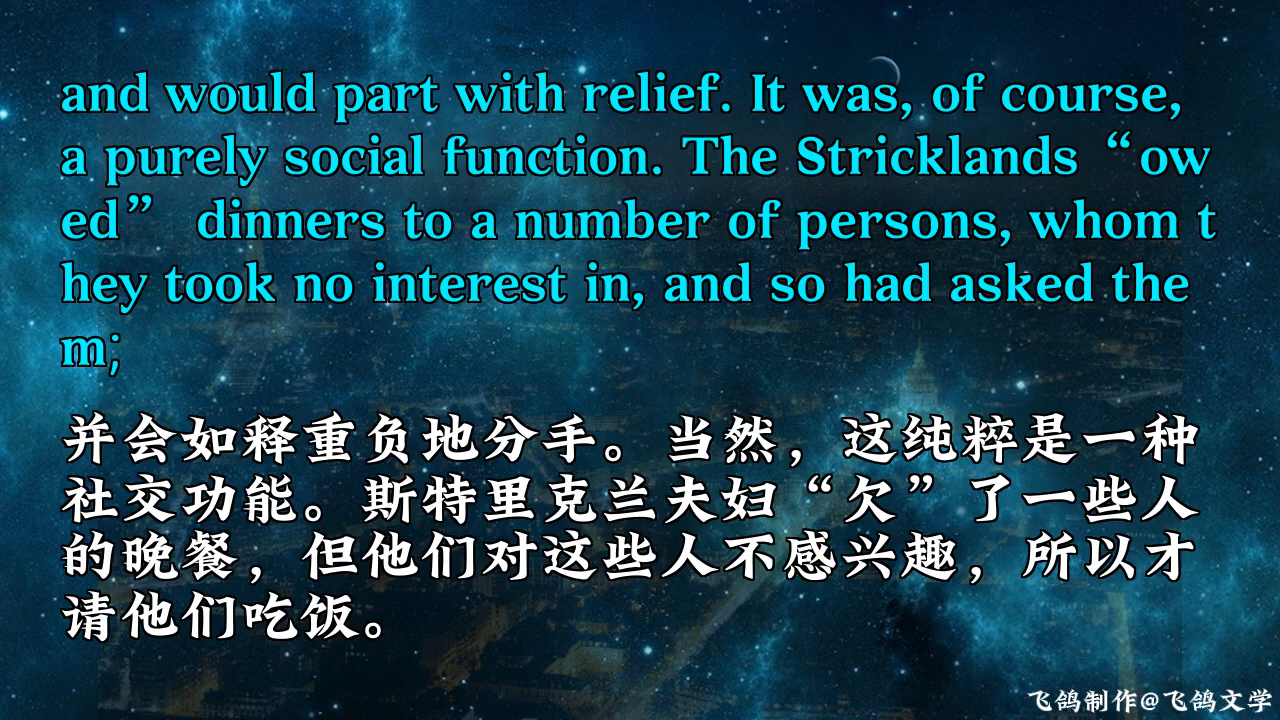 and would part with relief. It was, of course,
a purely social function. The Stricklands “ow
ed” dinners to a number of persons, whom t
hey took no interest in, and so had asked the
m;
并会如释重负地分手。当然，这纯粹是一种
社交功能。斯特里克兰夫妇“欠”了一些人
的晚餐，但他们对这些人不感兴趣，所以才
请他们吃饭。
飞鸽制作@飞鸽文学